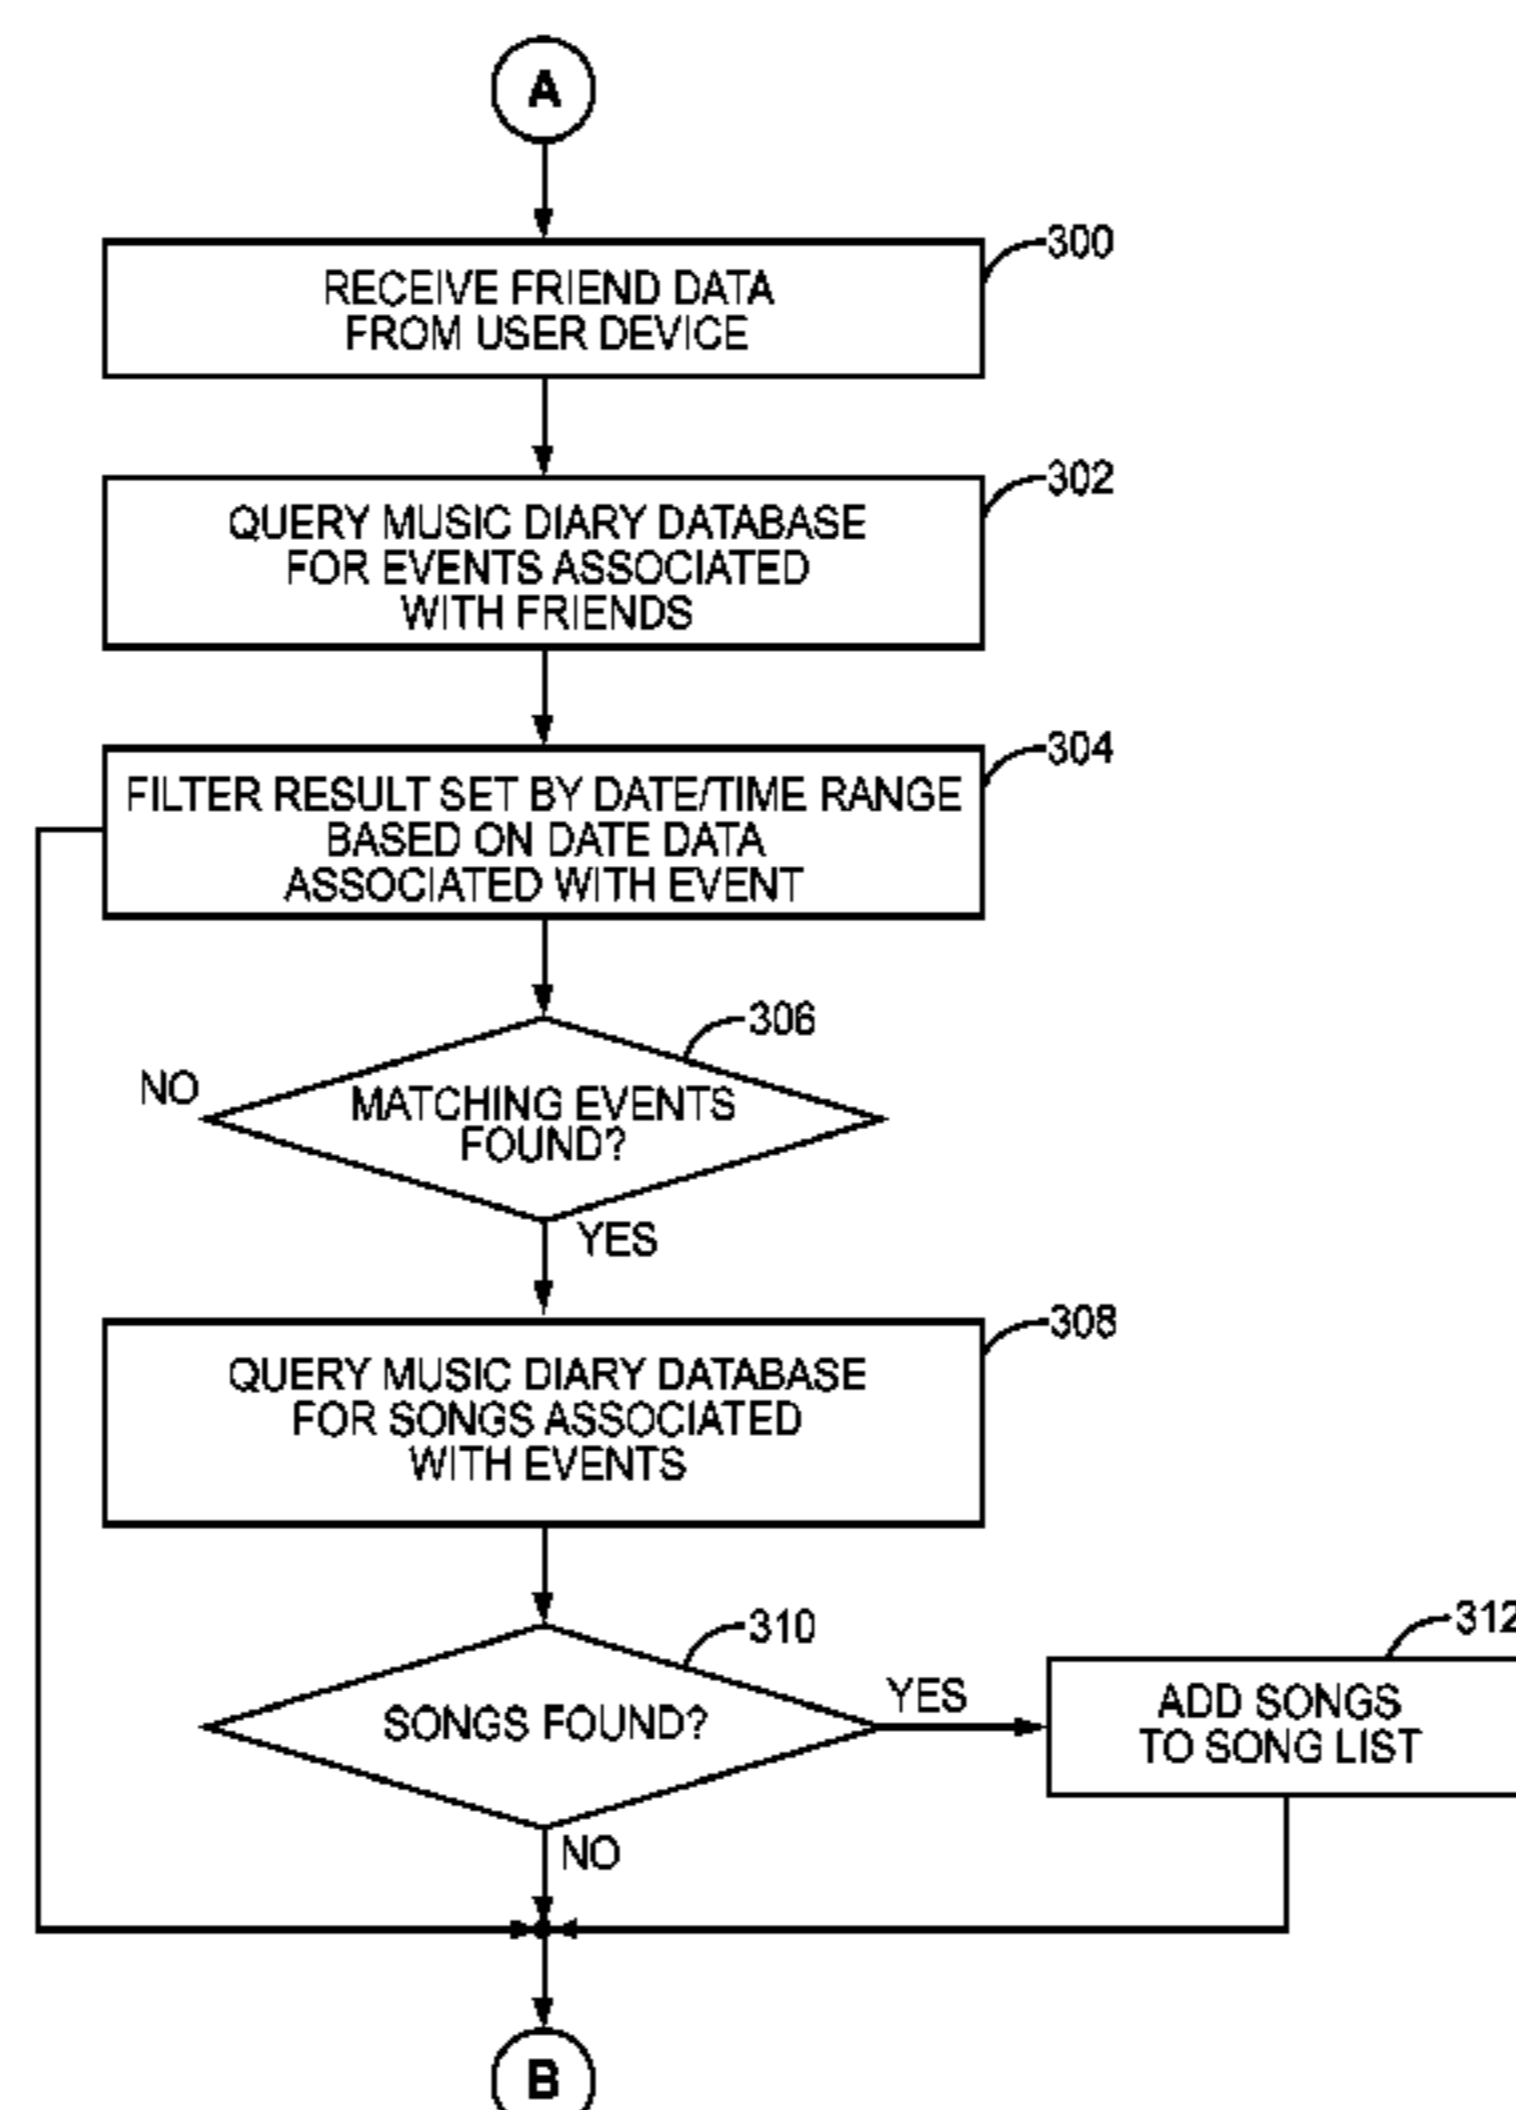 A
300
RECEIVE FRIEND DATA
FROM USER DEVICE
302
QUERY MUSIC DIARY DATABASE
FOR EVENTS ASSOCIATED
WITH FRIENDS
304
FILTER RESULT SET BY DATE/TIME RANGE
BASED ON DATE DATA
ASSOCIATED WITH EVENT
306
NO
MATCHING EVENTS
FOUND?
YES
308
QUERY MUSIC DIARY DATABASE
FOR SONGS ASSOCIATED
WITH EVENTS
310
SONGS FOUND?
YES
312
ADD SONGS
TO SONG LIST
NO
B